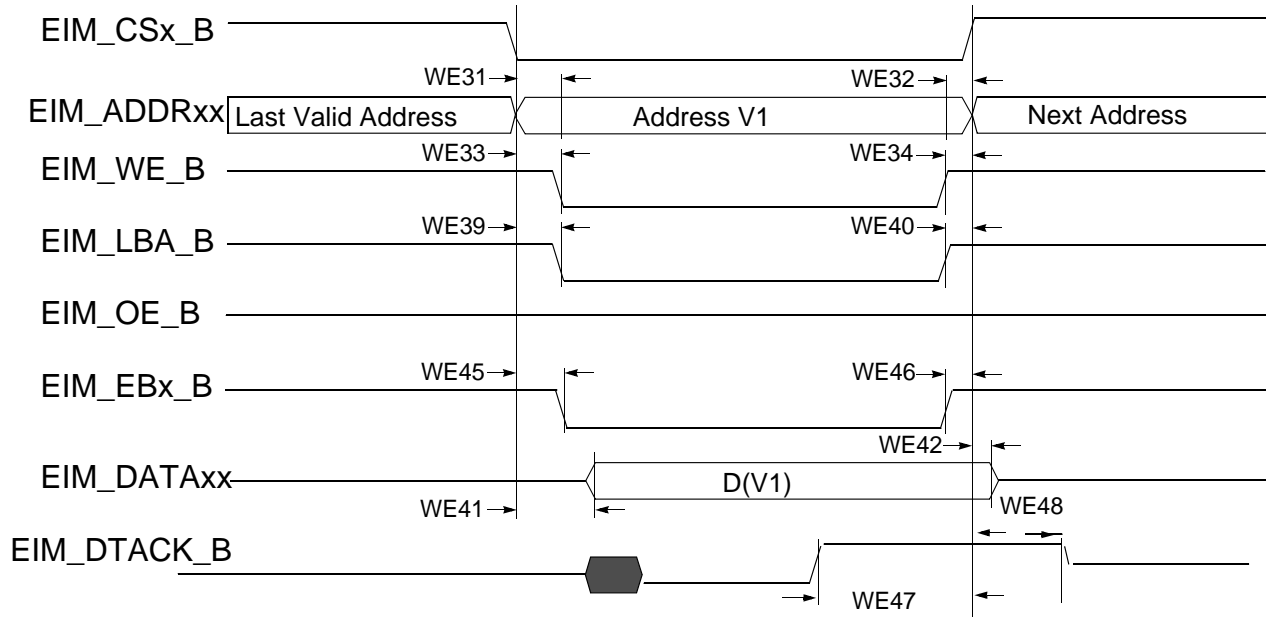 EIM_CSx_B
WE31
WE32
EIM_ADDRxx
Last Valid Address
Address V1
Next Address
WE33
WE34
EIM_WE_B
WE39
WE40
EIM_LBA_B
EIM_OE_B
WE45
WE46
EIM_EBx_B
WE42
EIM_DATAxx
D(V1)
WE41
WE48
EIM_DTACK_B
WE47